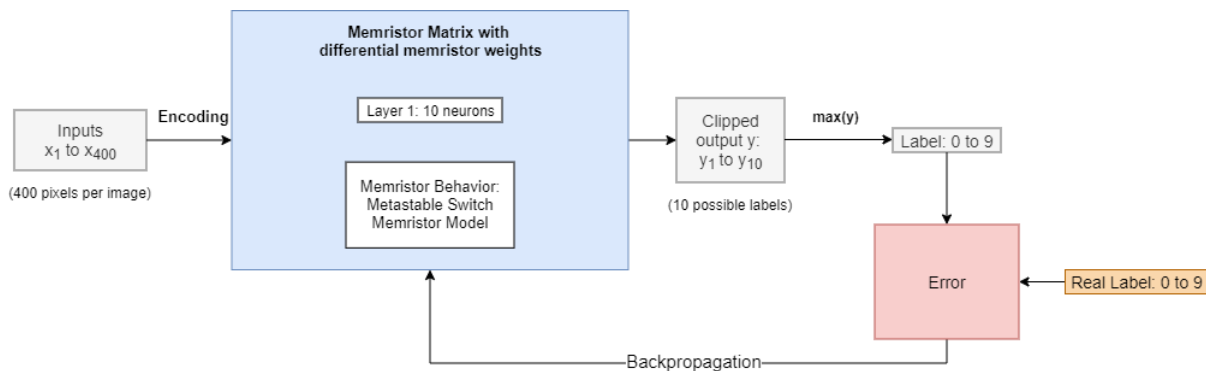 Memristor Matrix with
differential memristor weights
Layer 1: 10 neurons
Memristor Behavior:
Metastable Switch
Memristor Model
Inputs
x1 to x400
(400 pixels per image)
Encoding
Clipped
output y:
y1 to y10
(10 possible labels)
max(y)
Label: 0 to 9
Error
Real Label: 0 to 9
Backpropagation